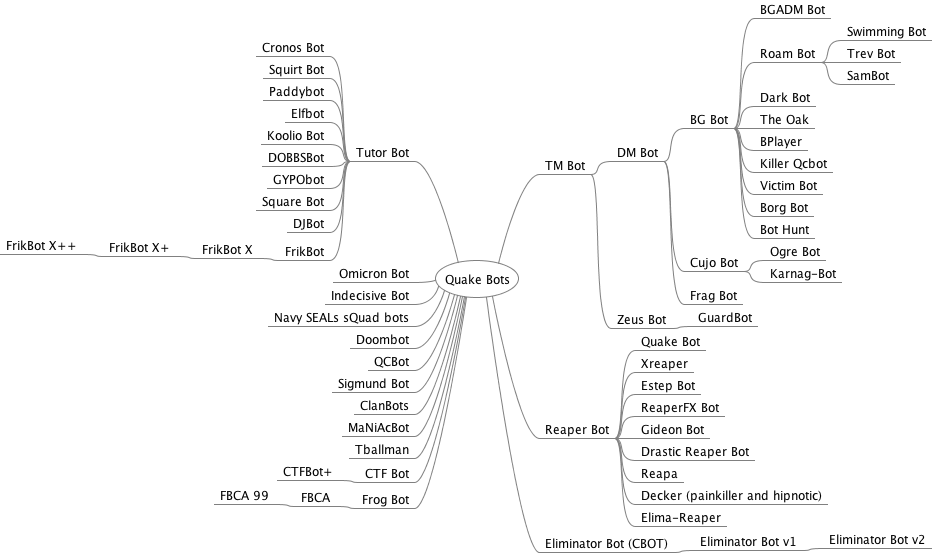 Quake Bots
Tutor Bot
Cronos Bot
Squirt Bot
Paddybot
Elfbot
Koolio Bot
DOBBSBot
GYPObot
Square Bot
DJBot
FrikBot
FrikBot X
FrikBot X+
FrikBot X++
Omicron Bot
Indecisive Bot
Navy SEALs sQuad bots
Doombot
QCBot
Sigmund Bot
ClanBots
MaNiAcBot
Tballman
CTF Bot
CTFBot+
Frog Bot
FBCA
FBCA 99
TM Bot
DM Bot
BG Bot
BGADM Bot
Roam Bot
Swimming Bot
Trev Bot
SamBot
Dark Bot
The Oak
BPlayer
Killer Qcbot
Victim Bot
Borg Bot
Bot Hunt
Cujo Bot
Ogre Bot
Karnag-Bot
Frag Bot
Zeus Bot
GuardBot
Reaper Bot
Quake Bot
Xreaper
Estep Bot
ReaperFX Bot
Gideon Bot
Drastic Reaper Bot
Reapa
Decker (painkiller and hipnotic)
Elima-Reaper
Eliminator Bot (CBOT)
Eliminator Bot v1
Eliminator Bot v2